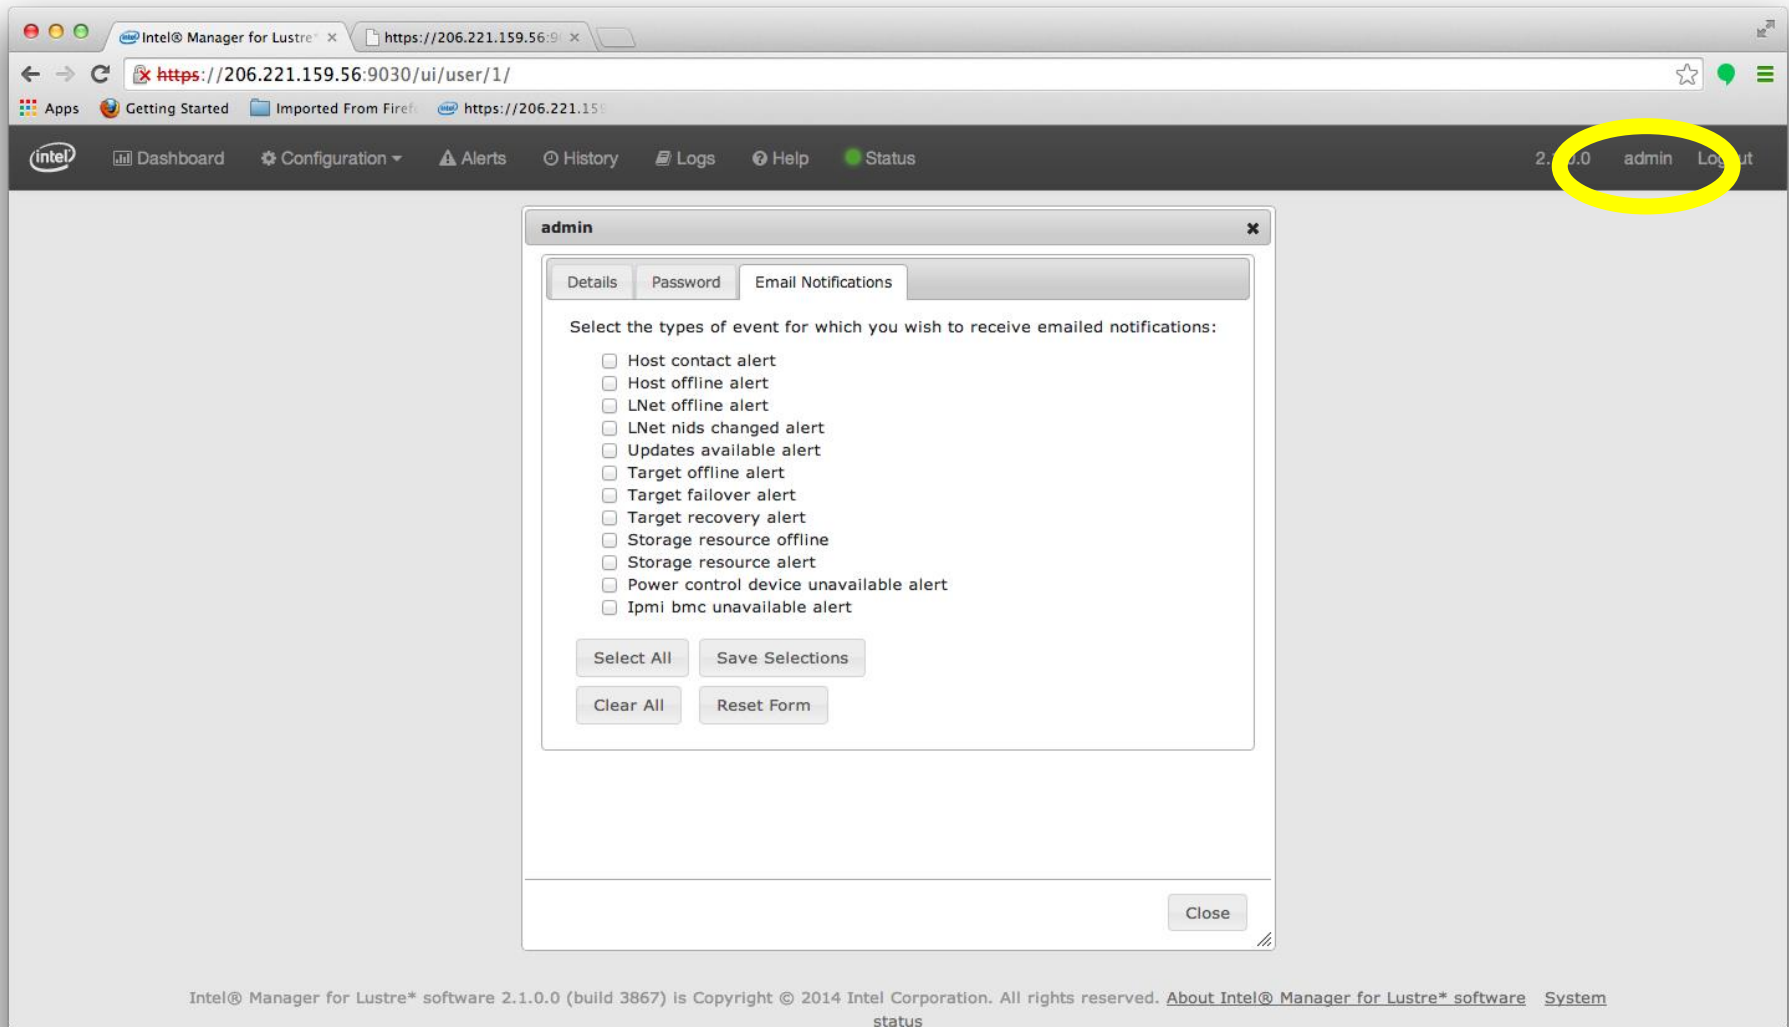 Intel® Manager for Lustre* × https://206.221.159.56:9 ×
https://206.221.159.56:9030/ui/user/1/
Apps Getting Started Imported From Firef https://206.221.159
intel Dashboard Configuration Alerts History Logs Help Status admin
admin
Details Password Email Notifications
Select the types of event for which you wish to receive emailed notifications:
Host contact alert
Host offline alert
LNet offline alert
LNet nids changed alert
Updates available alert
Target offline alert
Target failover alert
Target recovery alert
Storage resource offline
Storage resource alert
Power control device unavailable alert
Ipmi bmc unavailable alert
Select All Save Selections
Clear All Reset Form
Close
Intel® Manager for Lustre* software 2.1.0.0 (build 3867) is Copyright © 2014 Intel Corporation. All rights reserved. About Intel® Manager for Lustre* software System
status